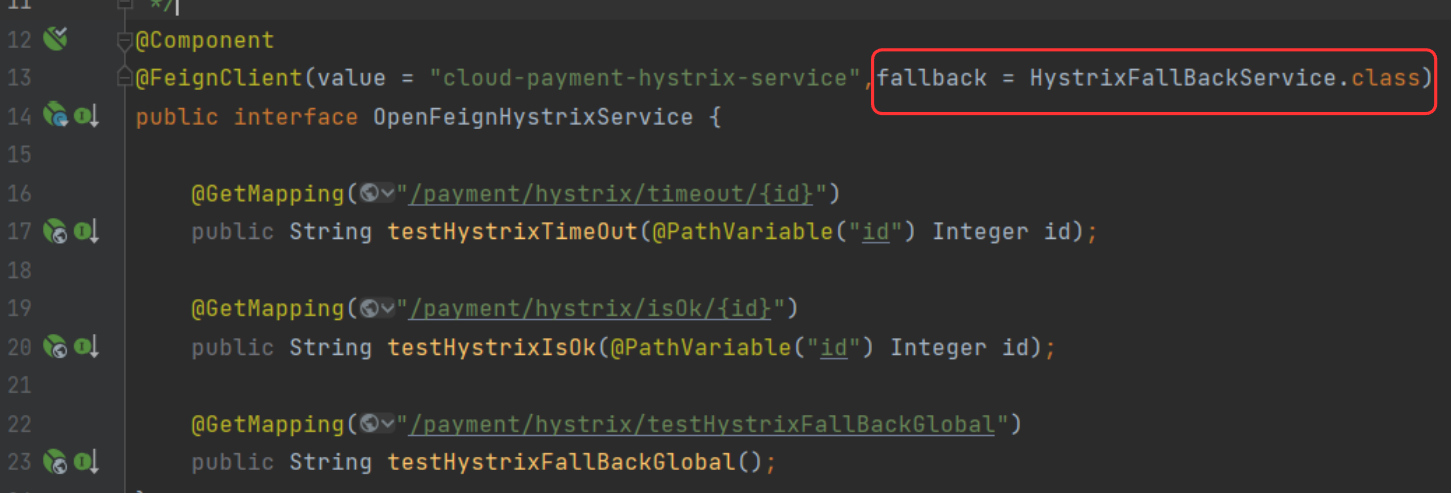 11 */
12 @Component
13 @FeignClient(value = "cloud-payment-hystrix-service",fallback = HystrixFallBackService.class)
14 public interface OpenFeignHystrixService {
15
16 @GetMapping("/payment/hystrix/timeout/{id}")
17 public String testHystrixTimeOut(@PathVariable("id") Integer id);
18
19 @GetMapping("/payment/hystrix/isOk/{id}")
20 public String testHystrixIsOk(@PathVariable("id") Integer id);
21
22 @GetMapping("/payment/hystrix/testHystrixFallBackGlobal")
23 public String testHystrixFallBackGlobal();